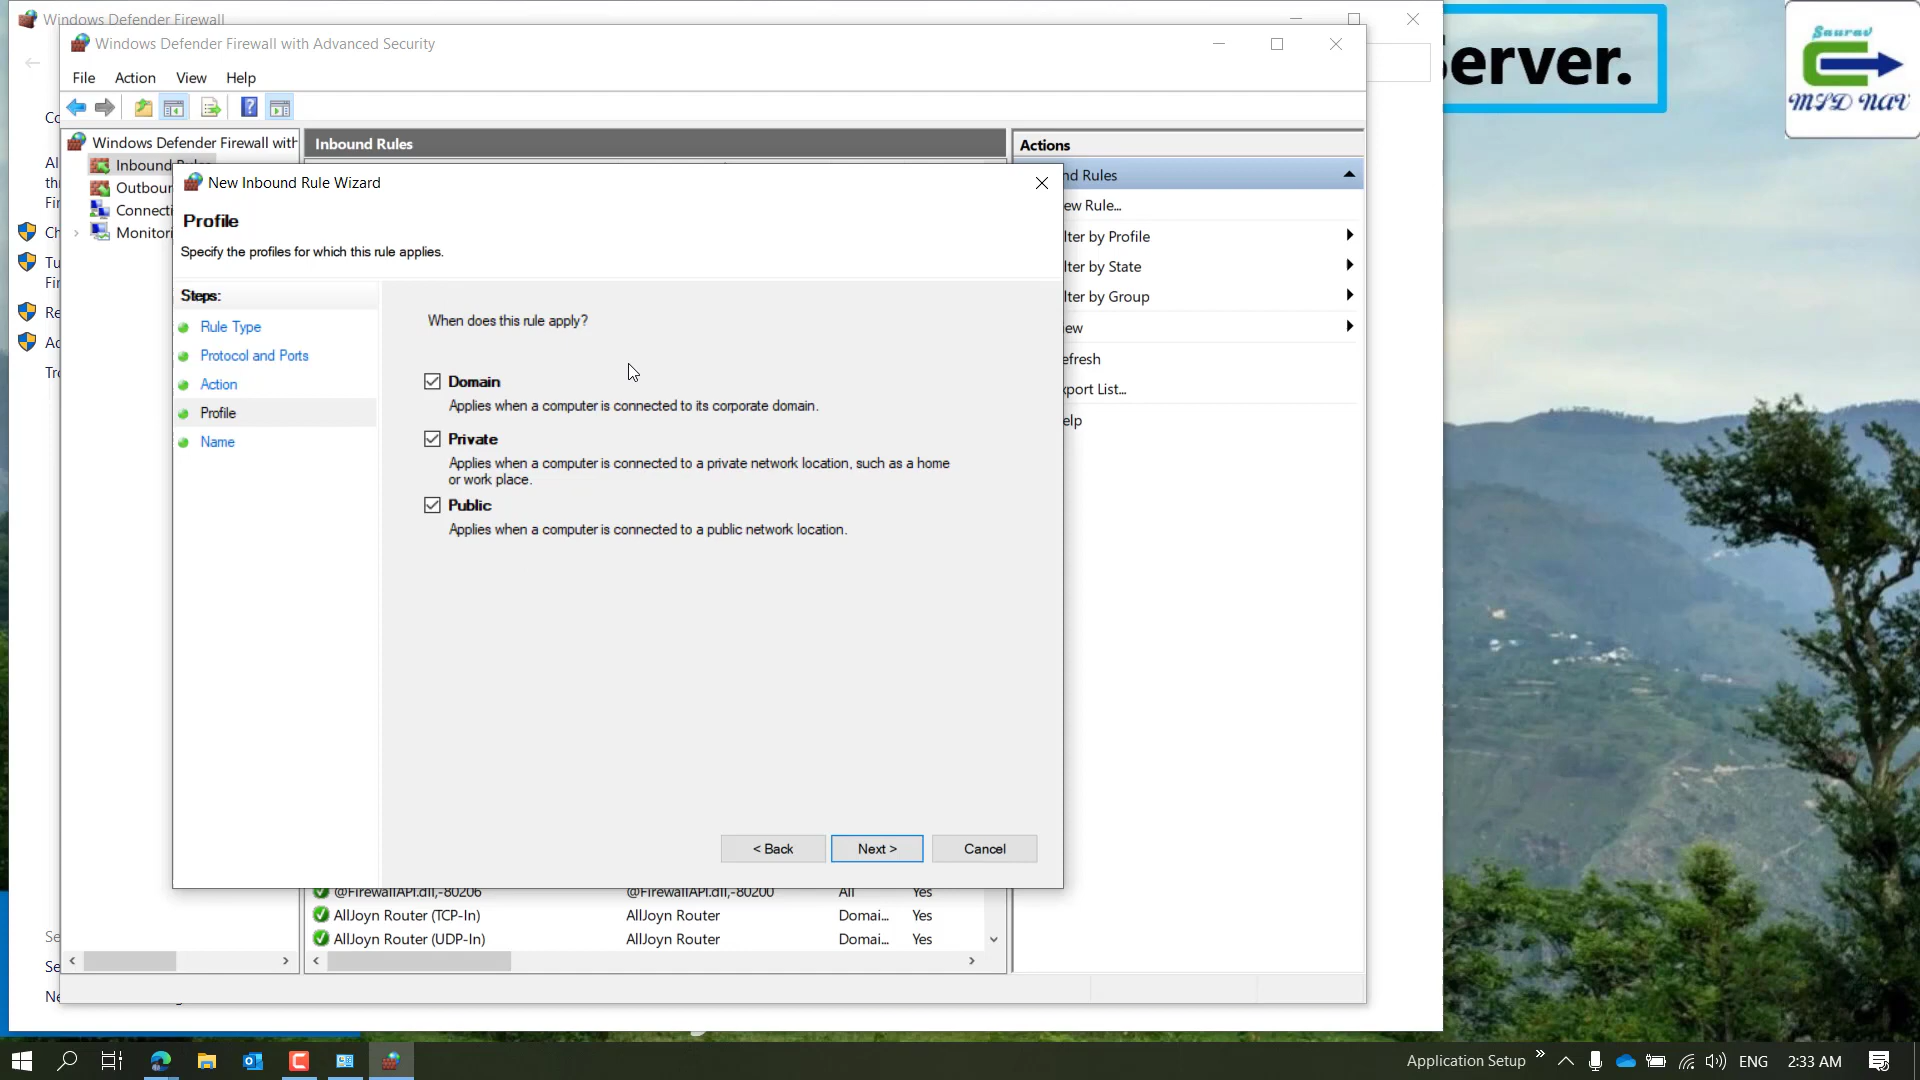 Windows Defender Firewall
Windows Defender Firewall with Advanced Security
erver.
Saurav
MSD NAV
File Action View Help
Windows Defender Firewall with
Inbound Rules
Outboun
Connecti
Monitori
Inbound Rules
Actions
nd Rules
ew Rule...
lter by Profile
lter by State
lter by Group
ew
efresh
xport List...
elp
New Inbound Rule Wizard
Profile
Specify the profiles for which this rule applies.
Steps:
Rule Type
Protocol and Ports
Action
Profile
Name
When does this rule apply?
Domain
Applies when a computer is connected to its corporate domain.
Private
Applies when a computer is connected to a private network location, such as a home
or work place.
Public
Applies when a computer is connected to a public network location.
< Back Next > Cancel
@FirewallAPI.dll,-80206 @FirewallAPI.dll,-80200 All Yes
AllJoyn Router (TCP-In) AllJoyn Router Domai... Yes
AllJoyn Router (UDP-In) AllJoyn Router Domai... Yes
Application Setup
ENG
2:33 AM